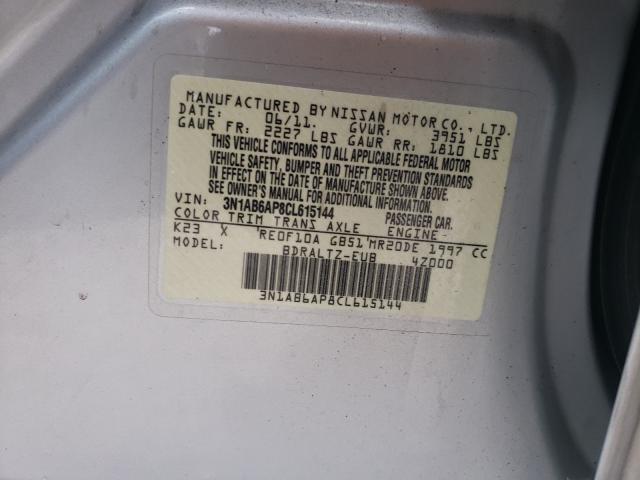 MANUFACTURED BY NISSAN MOTOR CO., LTD.
DATE: 06/11. GVWR: 3951 LBS
GAWR FR: 2227 LBS GAWR RR: 1810 LBS
THIS VEHICLE CONFORMS TO ALL APPLICABLE FEDERAL MOTOR
VEHICLE SAFETY, BUMPER AND THEFT PREVENTION STANDARDS
IN EFFECT ON THE DATE OF MANUFACTURE SHOWN ABOVE.
SEE OWNER'S MANUAL FOR ADDITIONAL INFORMATION
VIN: 3N1AB6AP8CL615144 PASSENGER CAR.
COLOR TRIM TRANS AXLE ENGINE
K23 X RE0F10A GB51 MR20DE 1997 CC
BDRALTZ-EUB 4Z000
3N1AB6AP8CL615144